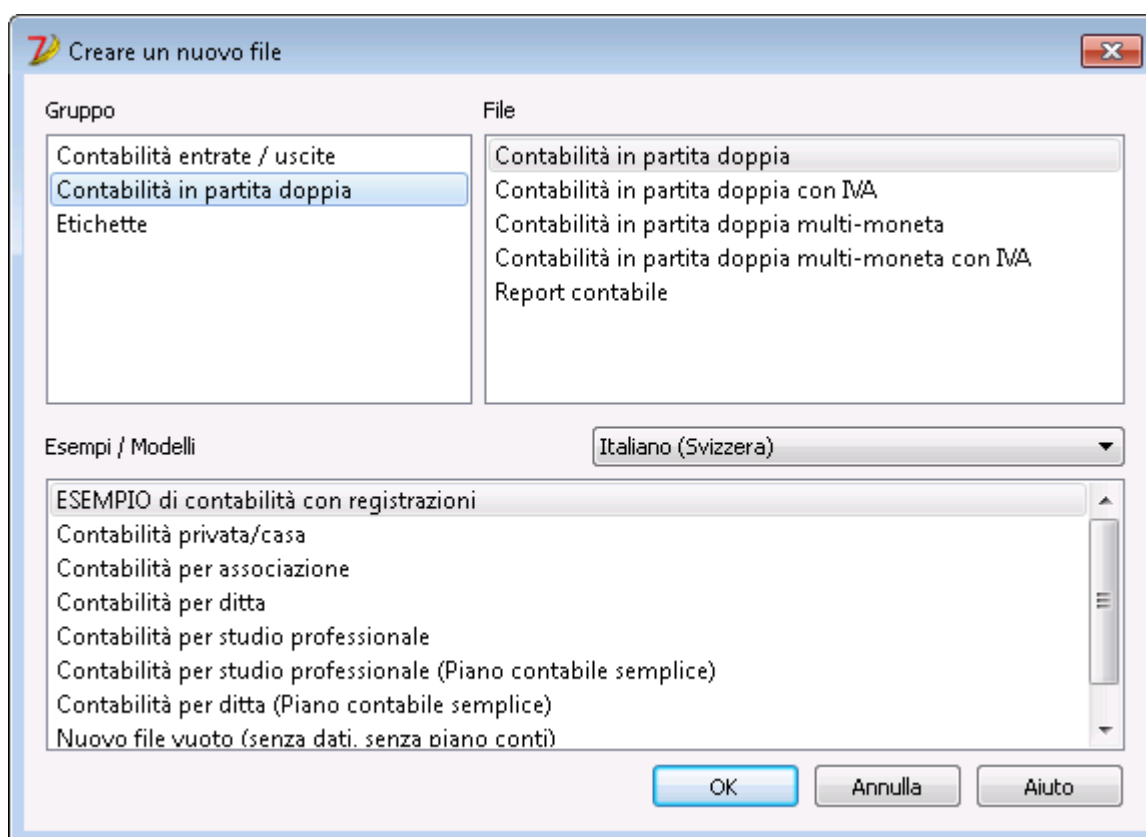 Creare un nuovo file
Gruppo
File
Contabilità entrate / uscite
Contabilità in partita doppia
Etichette
Contabilità in partita doppia
Contabilità in partita doppia con IVA
Contabilità in partita doppia multi-moneta
Contabilità in partita doppia multi-moneta con IVA
Report contabile
Esempi / Modelli
Italiano (Svizzera)
ESEMPIO di contabilità con registrazioni
Contabilità privata/casa
Contabilità per associazione
Contabilità per ditta
Contabilità per studio professionale
Contabilità per studio professionale (Piano contabile semplice)
Contabilità per ditta (Piano contabile semplice)
Nuovo file vuoto (senza dati, senza piano conti)
OK
Annulla
Aiuto